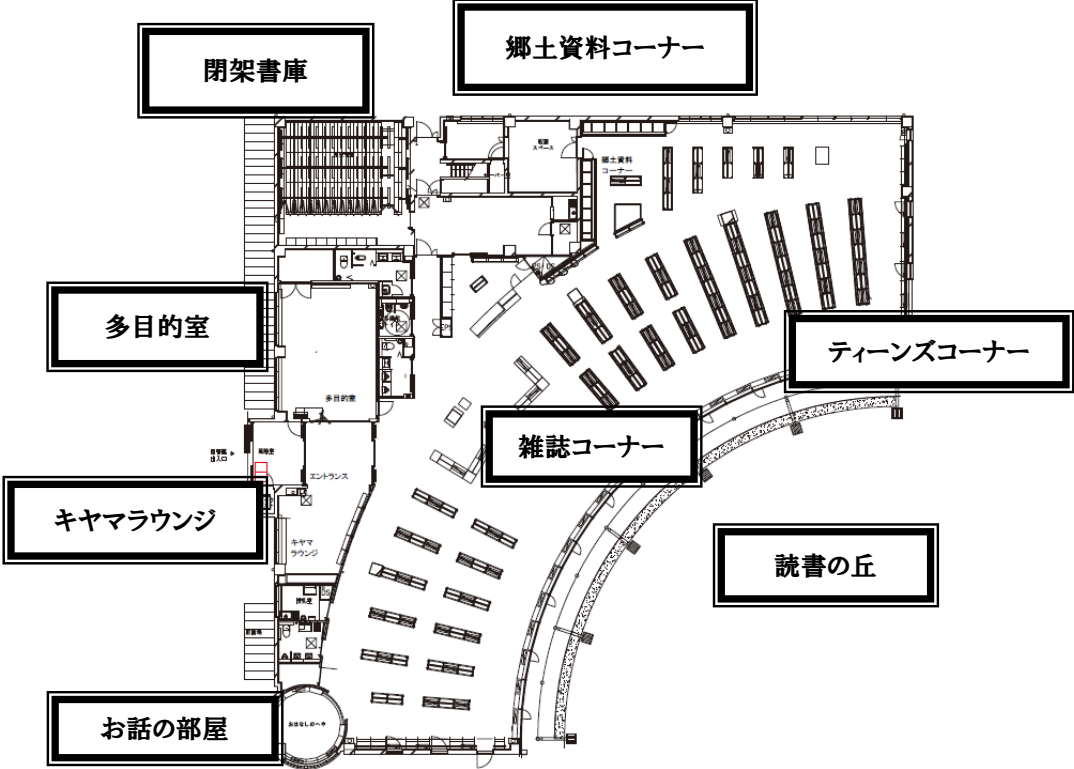 郷土資料コーナー
閉架書庫
郷土資料
コーナー
多目的室
ティーンズコーナー
多目的室
雑誌コーナー
エントランス
キヤマラウンジ
キヤマ
ラウンジ
読書の丘
授乳室
お話の部屋
おはなしのへや